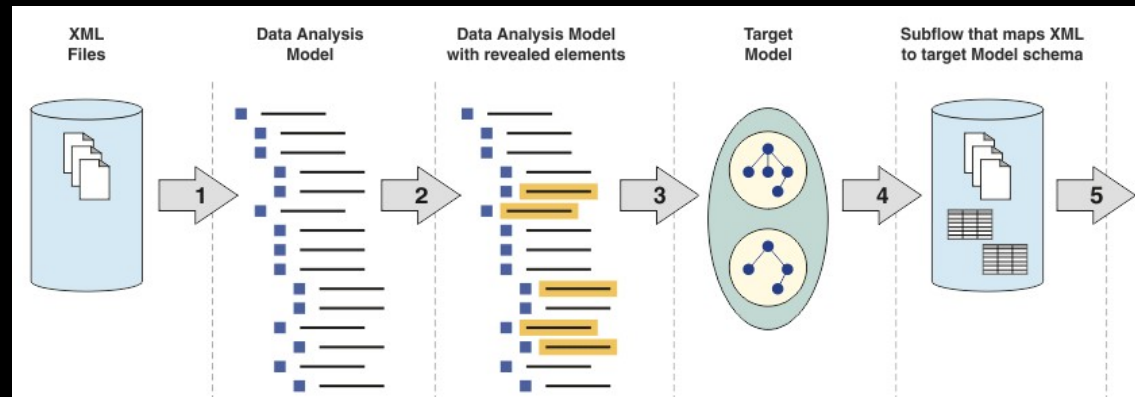 XML
Files
Data Analysis
Model
Data Analysis Model
with revealed elements
Target
Model
Subflow that maps XML
to target Model schema
1
2
3
4
5